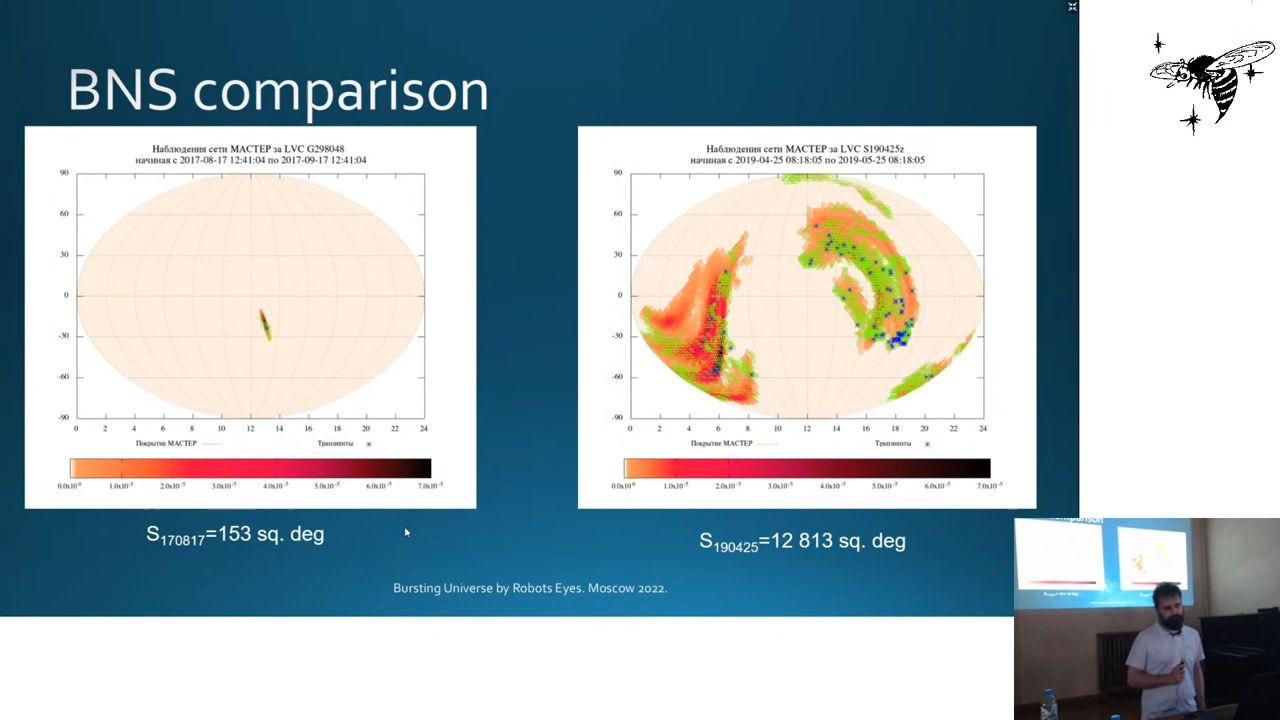 BNS comparison
Наблюдения сети МАСТЕР за LVC G298048
начиная с 2017-08-17 12:41:04 по 2017-09-17 12:41:04
90
60
30
0
-30
-60
-90
0 2 4 6 8 10 12 14 16 18 20 22 24
Покрытие МАСТЕР
Транзиенты
0.0x10⁰ 1.0x10⁻⁵ 2.0x10⁻⁵ 3.0x10⁻⁵ 4.0x10⁻⁵ 5.0x10⁻⁵ 6.0x10⁻⁵ 7.0x10⁻⁵
S170817=153 sq. deg
Наблюдения сети МАСТЕР за LVC S190425z
начиная с 2019-04-25 08:18:05 по 2019-05-25 08:18:05
90
60
30
0
-30
-60
-90
0 2 4 6 8 10 12 14 16 18 20 22 24
Покрытие МАСТЕР
Транзиенты
0.0x10⁰ 1.0x10⁻⁵ 2.0x10⁻⁵ 3.0x10⁻⁵ 4.0x10⁻⁵ 5.0x10⁻⁵ 6.0x10⁻⁵ 7.0x10⁻⁵
S190425=12 813 sq. deg
Bursting Universe by Robots Eyes. Moscow 2022.